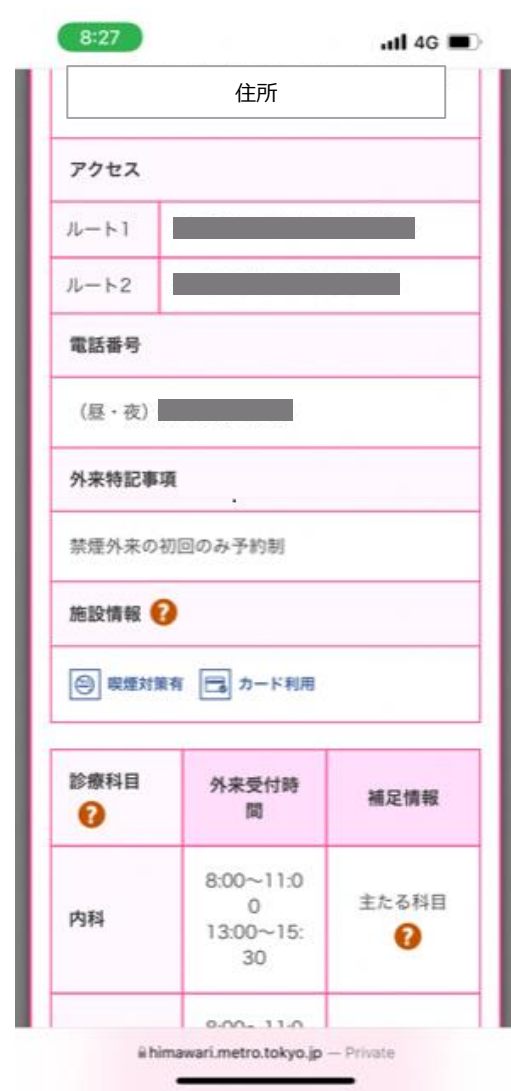 8:27
4G
住所
アクセス
ルート1
ルート2
電話番号
(昼・夜)
外来特記事項
禁煙外来の初回のみ予約制
施設情報 ?
喫煙対策有 カード利用
診療科目
?
外来受付時
間
補足情報
内科
8:00〜11:0
0
13:00〜15:
30
主たる科目
?
himawari.metro.tokyo.jp — Private